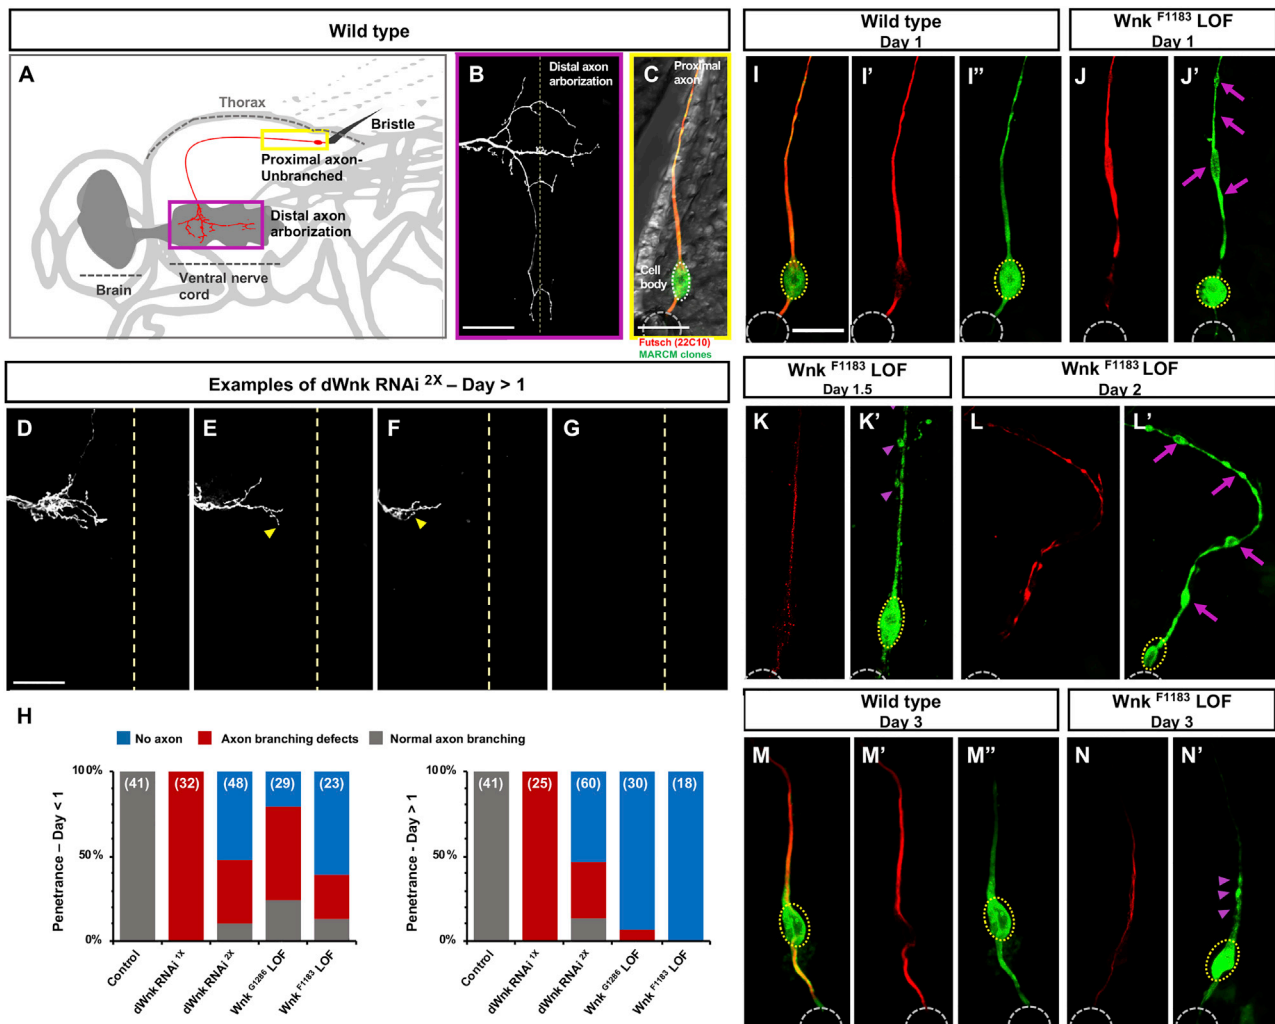 Wild type
A
Thorax
Bristle
Proximal axon-
Unbranched
Distal axon
arborization
Ventral nerve
cord
Brain
B
Distal axon
arborization
C
Proximal
axon
Cell
body
Futsch (22C10)
MARCM clones
Wild type
Day 1
Wnk F1183 LOF
Day 1
I
I'
I"
J
J'
Examples of dWnk RNAi 2X – Day > 1
D
E
F
G
Wnk F1183 LOF
Day 1.5
Wnk F1183 LOF
Day 2
K
K'
L
L'
H
No axon
Axon branching defects
Normal axon branching
Penetrance – Day < 1
100%
50%
0%
(41)
(32)
(48)
(29)
(23)
Control
dWnk RNAi 1X
dWnk RNAi 2X
Wnk G1286 LOF
Wnk F1183 LOF
Penetrance - Day > 1
100%
50%
0%
(41)
(25)
(60)
(30)
(18)
Control
dWnk RNAi 1X
dWnk RNAi 2X
Wnk G1286 LOF
Wnk F1183 LOF
Wild type
Day 3
Wnk F1183 LOF
Day 3
M
M'
M"
N
N'